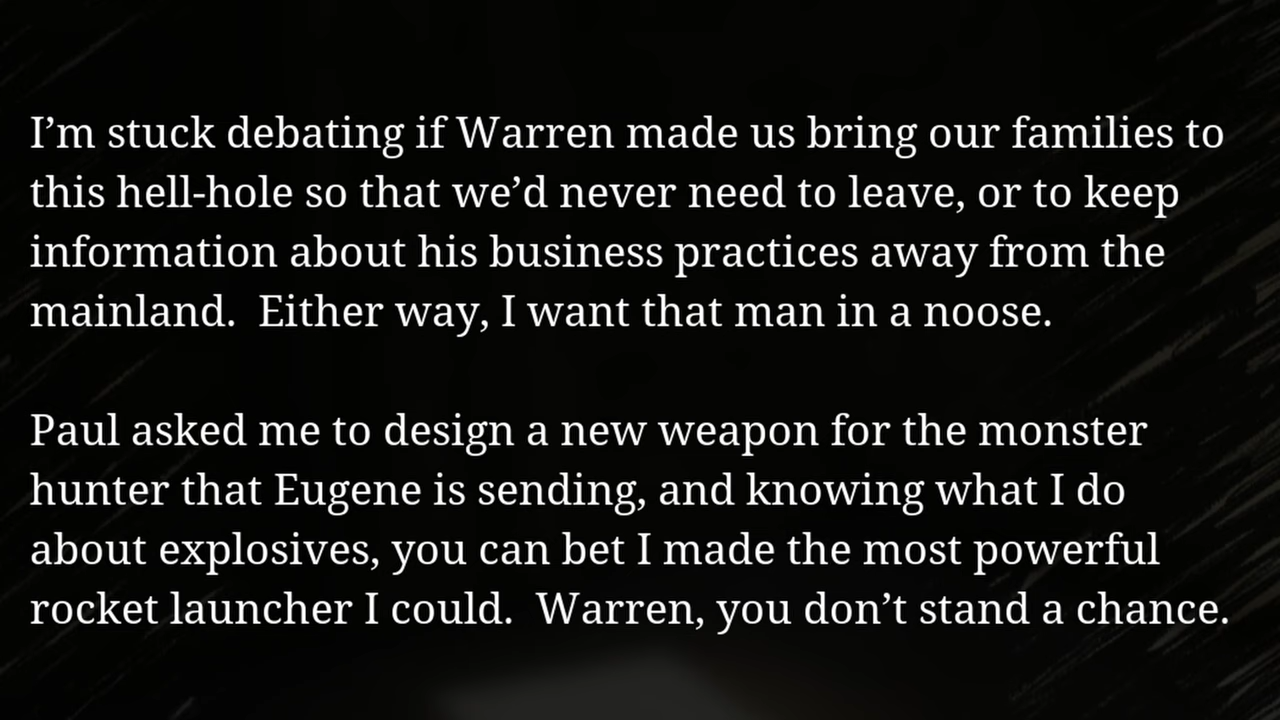 I’m stuck debating if Warren made us bring our families to
this hell-hole so that we’d never need to leave, or to keep
information about his business practices away from the
mainland.  Either way, I want that man in a noose.
Paul asked me to design a new weapon for the monster
hunter that Eugene is sending, and knowing what I do
about explosives, you can bet I made the most powerful
rocket launcher I could.  Warren, you don’t stand a chance.